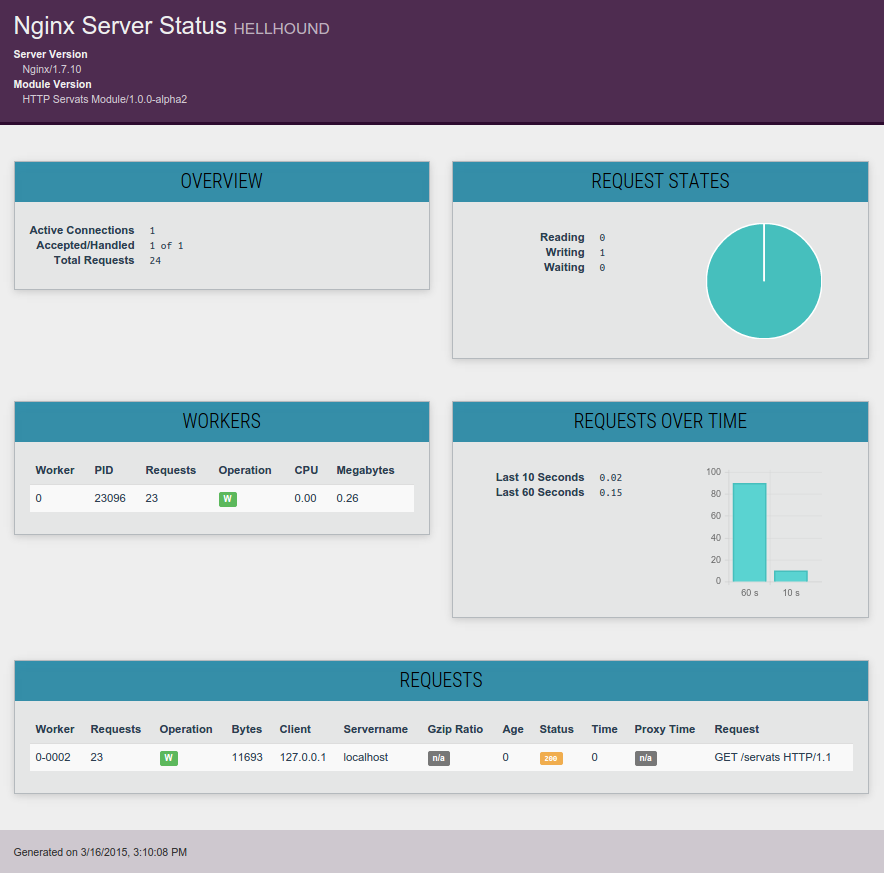 Nginx Server Status HELLHOUND
Server Version
Nginx/1.7.10
Module Version
HTTP Servats Module/1.0.0-alpha2
OVERVIEW
Active Connections 1
Accepted/Handled 1 of 1
Total Requests 24
REQUEST STATES
Reading 0
Writing 1
Waiting 0
WORKERS
Worker PID Requests Operation CPU Megabytes
0 23096 23 W 0.00 0.26
REQUESTS OVER TIME
Last 10 Seconds 0.02
Last 60 Seconds 0.15
100
80
60
40
20
0
60 s 10 s
REQUESTS
Worker Requests Operation Bytes Client Servername Gzip Ratio Age Status Time Proxy Time Request
0-0002 23 W 11693 127.0.0.1 localhost n/a 0 200 0 n/a GET /servats HTTP/1.1
Generated on 3/16/2015, 3:10:08 PM